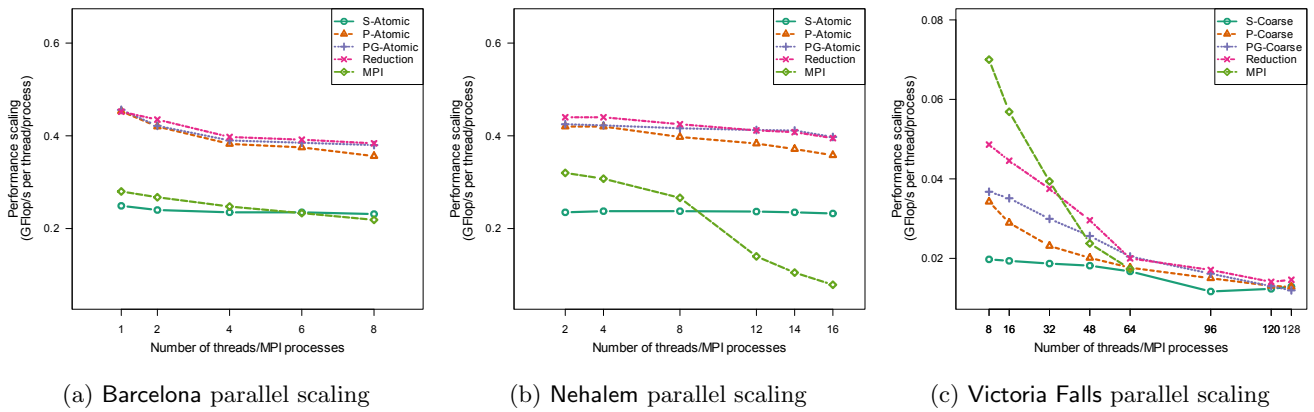 0.6
0.4
0.2
Performance scaling
(GFlop/s per thread/process)
S-Atomic
P-Atomic
PG-Atomic
Reduction
MPI
1 2 4 6 8
Number of threads/MPI processes
(a) Barcelona parallel scaling
0.6
0.4
0.2
Performance scaling
(GFlop/s per thread/process)
S-Atomic
P-Atomic
PG-Atomic
Reduction
MPI
2 4 8 12 14 16
Number of threads/MPI processes
(b) Nehalem parallel scaling
0.08
0.06
0.04
0.02
Performance scaling
(GFlop/s per thread/process)
S-Coarse
P-Coarse
PG-Coarse
Reduction
MPI
8 16 32 48 64 96 120 128
Number of threads/MPI processes
(c) Victoria Falls parallel scaling